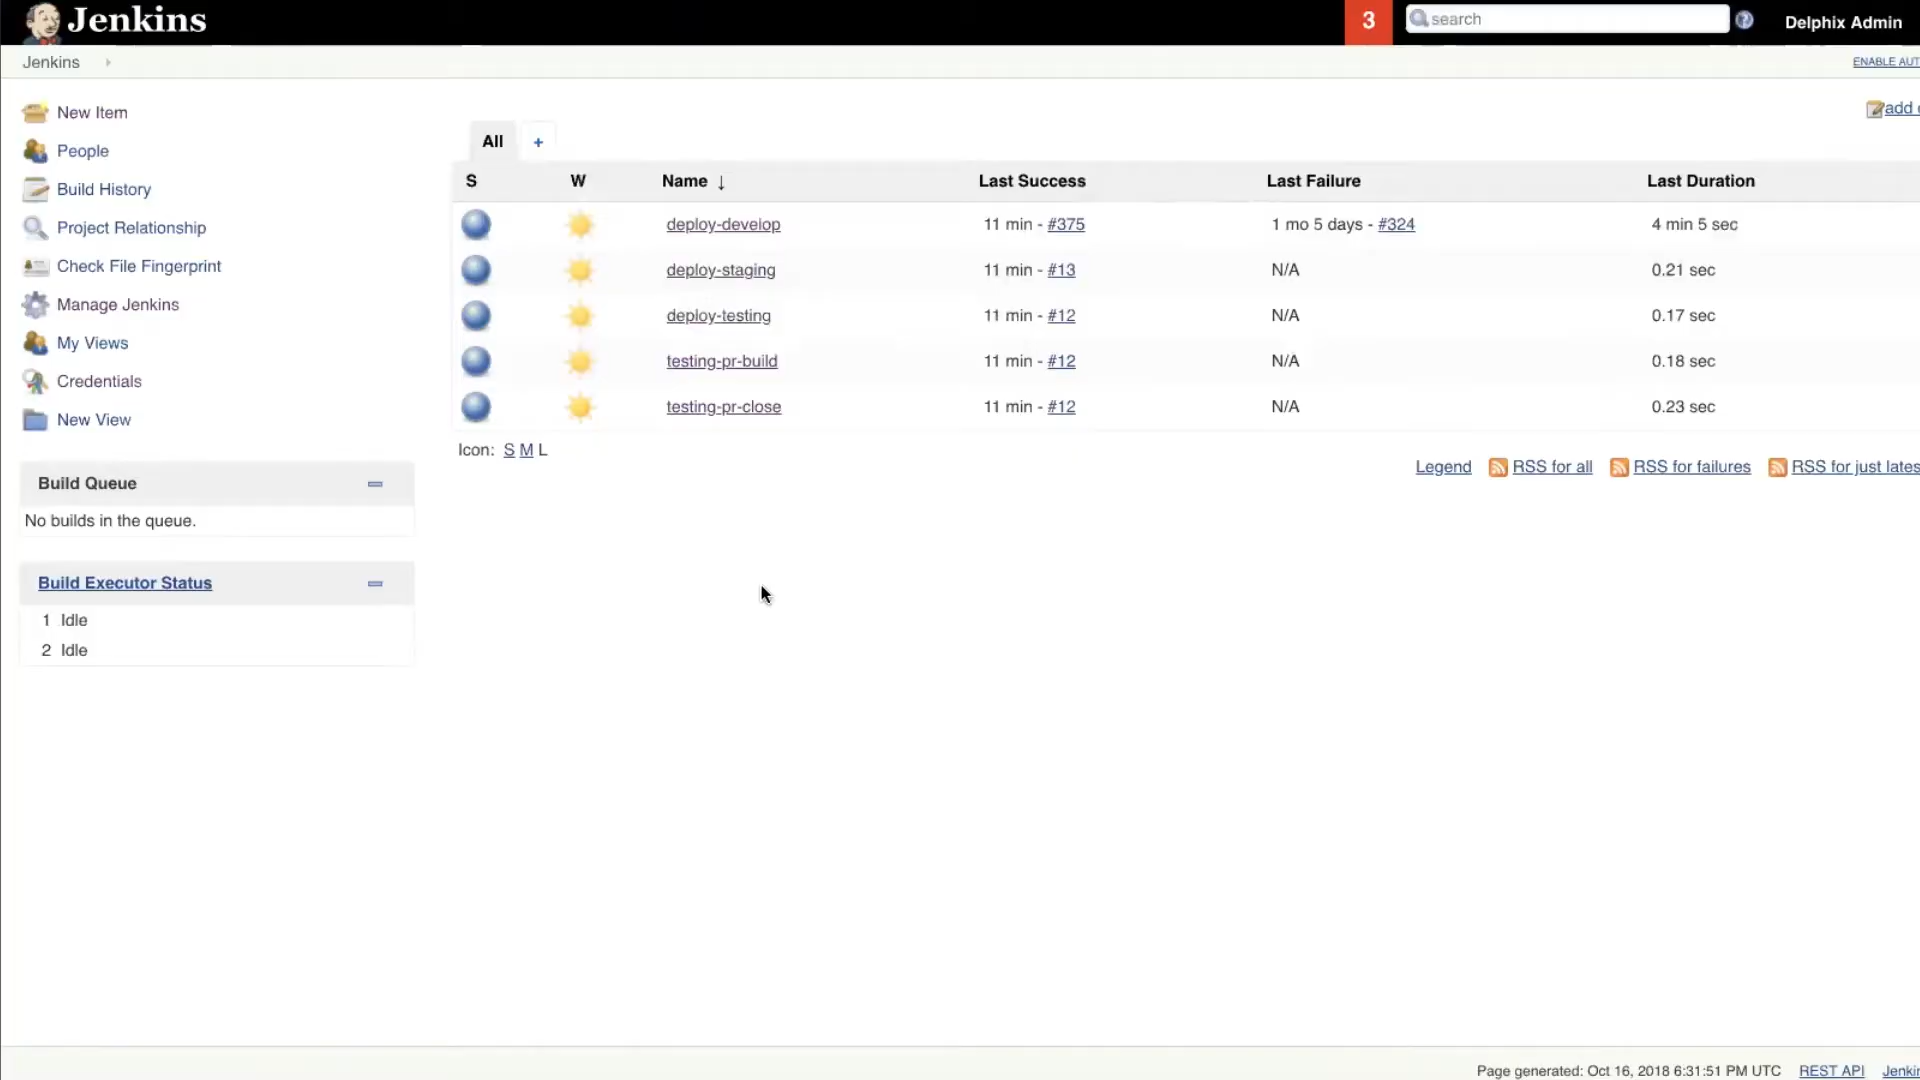 Jenkins
3
search
Delphix Admin
Jenkins
ENABLE AUT
New Item
People
Build History
Project Relationship
Check File Fingerprint
Manage Jenkins
My Views
Credentials
New View
add
All +
S W Name ↓ Last Success Last Failure Last Duration
deploy-develop 11 min - #375 1 mo 5 days - #324 4 min 5 sec
deploy-staging 11 min - #13 N/A 0.21 sec
deploy-testing 11 min - #12 N/A 0.17 sec
testing-pr-build 11 min - #12 N/A 0.18 sec
testing-pr-close 11 min - #12 N/A 0.23 sec
Icon: S M L
Legend RSS for all RSS for failures RSS for just lates
Build Queue
No builds in the queue.
Build Executor Status
1 Idle
2 Idle
Page generated: Oct 16, 2018 6:31:51 PM UTC REST API Jenki